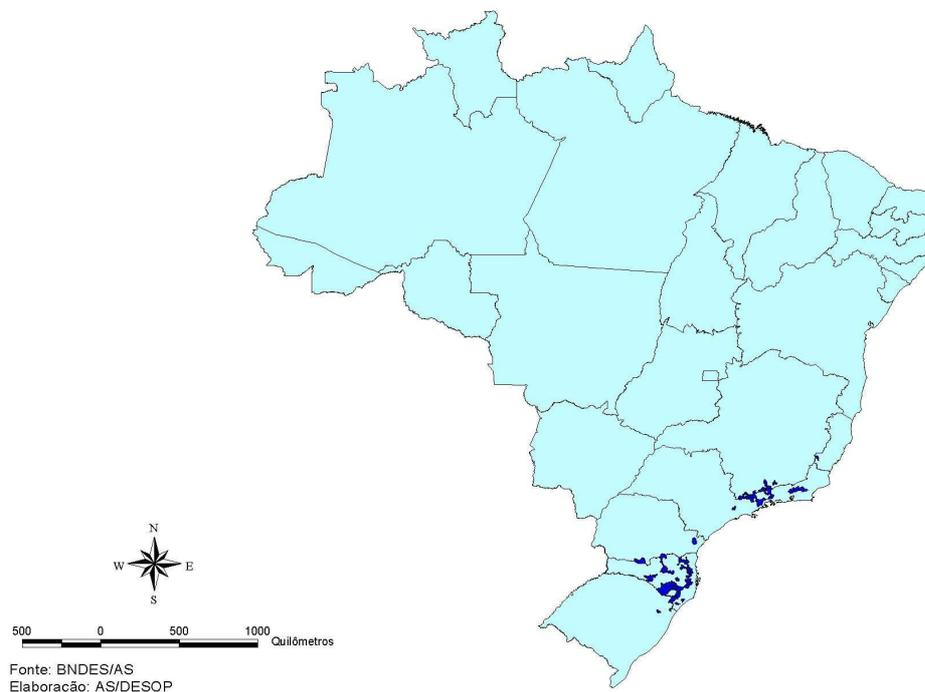 N
W E
S
500 0 500 1000 Quilômetros
Fonte: BNDES/AS
Elaboracão: AS/DESOP